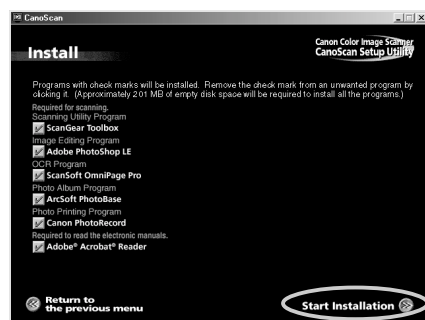 CanoScan
Install
Canon Color Image Scanner
CanoScan Setup Utility
Programs with check marks will be installed. Remove the check mark from an unwanted program by
clicking it. (Approximately 201 MB of empty disk space will be required to install all the programs.)
Required for scanning.
Scanning Utility Program
ScanGear Toolbox
Image Editing Program
Adobe PhotoShop LE
OCR Program
ScanSoft OmniPage Pro
Photo Album Program
ArcSoft PhotoBase
Photo Printing Program
Canon PhotoRecord
Required to read the electronic manuals.
Adobe® Acrobat® Reader
Return to
the previous menu
Start Installation